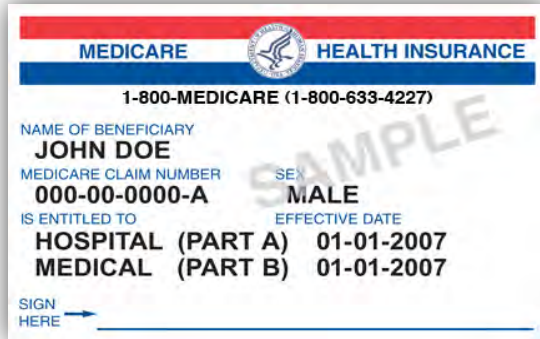 MEDICARE HEALTH INSURANCE
1-800-MEDICARE (1-800-633-4227)
SAMPLE
NAME OF BENEFICIARY
JOHN DOE
MEDICARE CLAIM NUMBER SEX
000-00-0000-A MALE
IS ENTITLED TO EFFECTIVE DATE
HOSPITAL (PART A) 01-01-2007
MEDICAL (PART B) 01-01-2007
SIGN
HERE